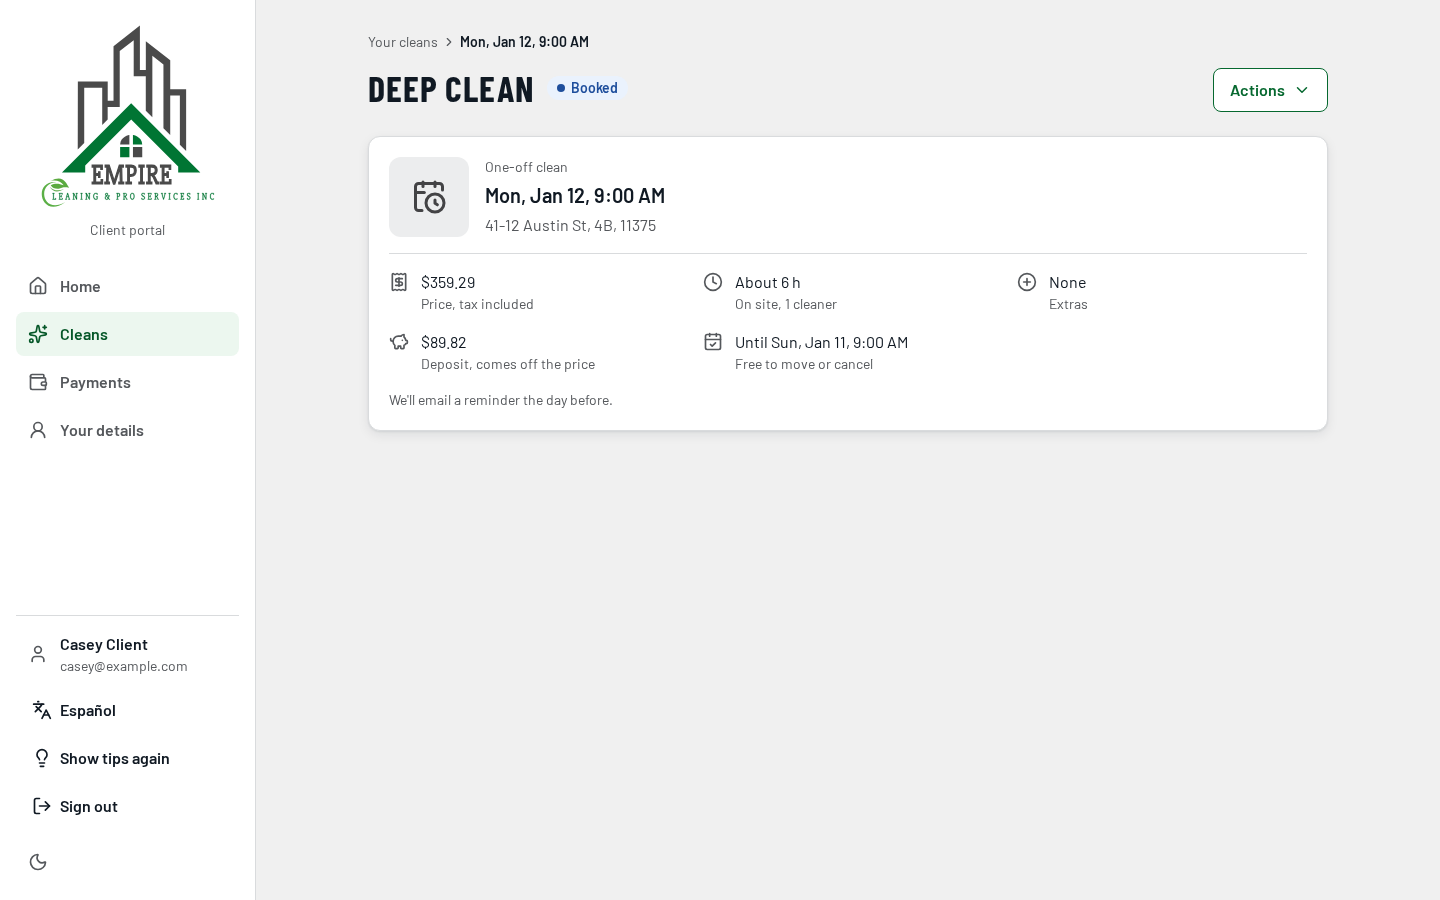 EMPIRE
CLEANING & PRO SERVICES INC
Client portal
Home
Cleans
Payments
Your details
Casey Client
casey@example.com
Español
Show tips again
Sign out
Your cleans > Mon, Jan 12, 9:00 AM
DEEP CLEAN
Booked
Actions
One-off clean
Mon, Jan 12, 9:00 AM
41-12 Austin St, 4B, 11375
$359.29
Price, tax included
About 6 h
On site, 1 cleaner
None
Extras
$89.82
Deposit, comes off the price
Until Sun, Jan 11, 9:00 AM
Free to move or cancel
We'll email a reminder the day before.